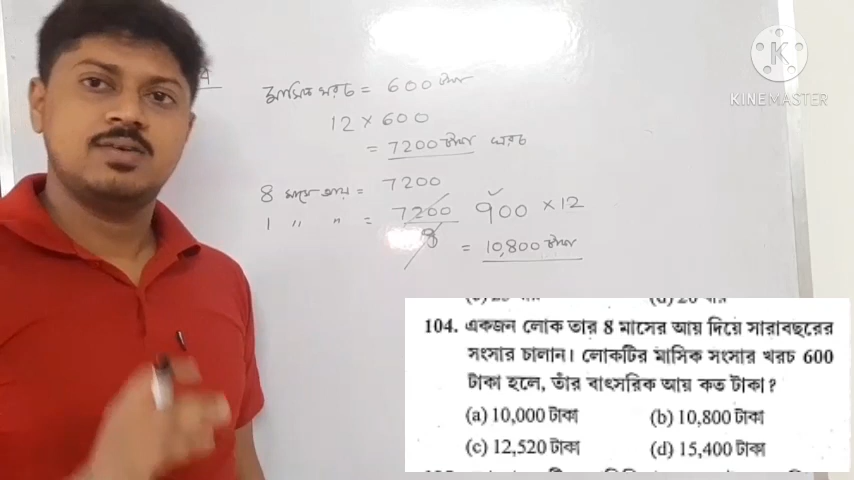 4
মাসিক খরচ = 600 টাকা
12 × 600
= 7200 টাকা খরচ
8 মাসে আয় = 7200
1 〃 〃 = 7200 900 × 12
= 10,800 টাকা
KINEMASTER
104. একজন লোক তার 8 মাসের আয় দিয়ে সারাবছরের
সংসার চালান। লোকটির মাসিক সংসার খরচ 600
টাকা হলে, তাঁর বাৎসরিক আয় কত টাকা?
(a) 10,000 টাকা (b) 10,800 টাকা
(c) 12,520 টাকা (d) 15,400 টাকা